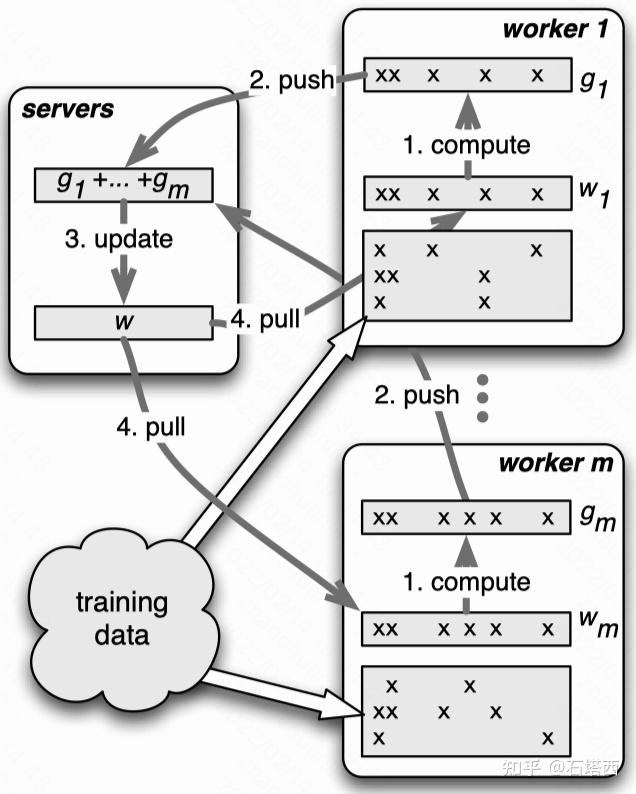 worker 1
xx x x x
g1
2. push
servers
1. compute
g1 +... +gm
xx x x x
w1
3. update
x x x
xx x
x x
w
4. pull
2. push
4. pull
worker m
xx x x x x
gm
1. compute
training
data
xx x x x x
wm
x x
xx x x
x x
知乎 @石塔西